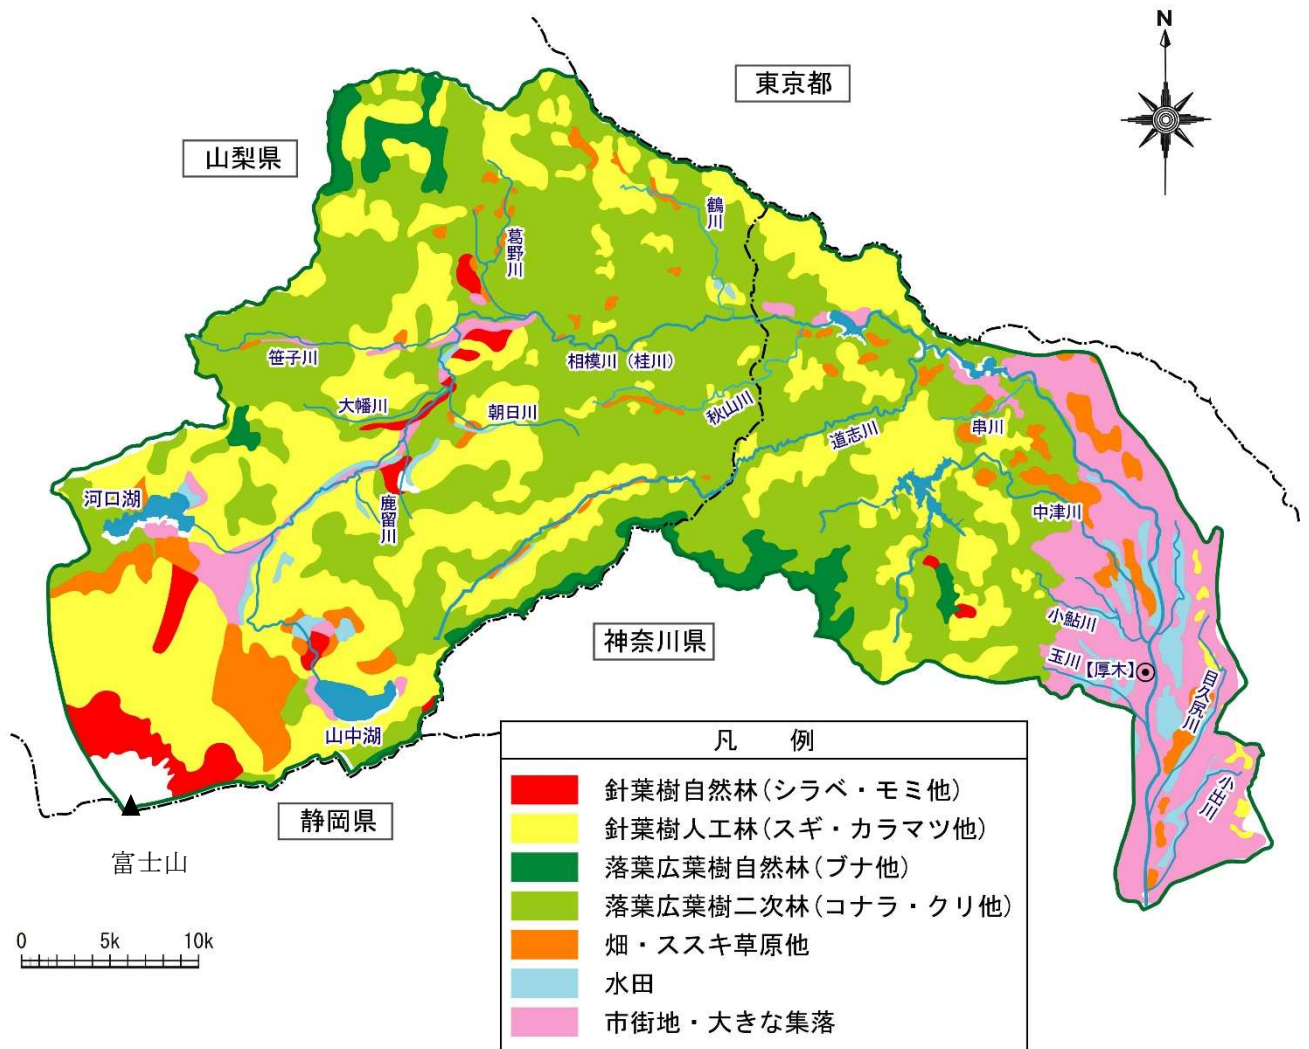 N
東京都
山梨県
鶴川
葛野川
笹子川
相模川（桂川）
大幡川
朝日川
秋山川
道志川
串川
河口湖
鹿留川
中津川
小鮎川
神奈川県
玉川
【厚木】
目久尻川
山中湖
小出川
静岡県
富士山
凡 例
針葉樹自然林(シラベ・モミ他)
針葉樹人工林(スギ・カラマツ他)
落葉広葉樹自然林(ブナ他)
落葉広葉樹二次林(コナラ・クリ他)
畑・ススキ草原他
水田
市街地・大きな集落
0 5k 10k